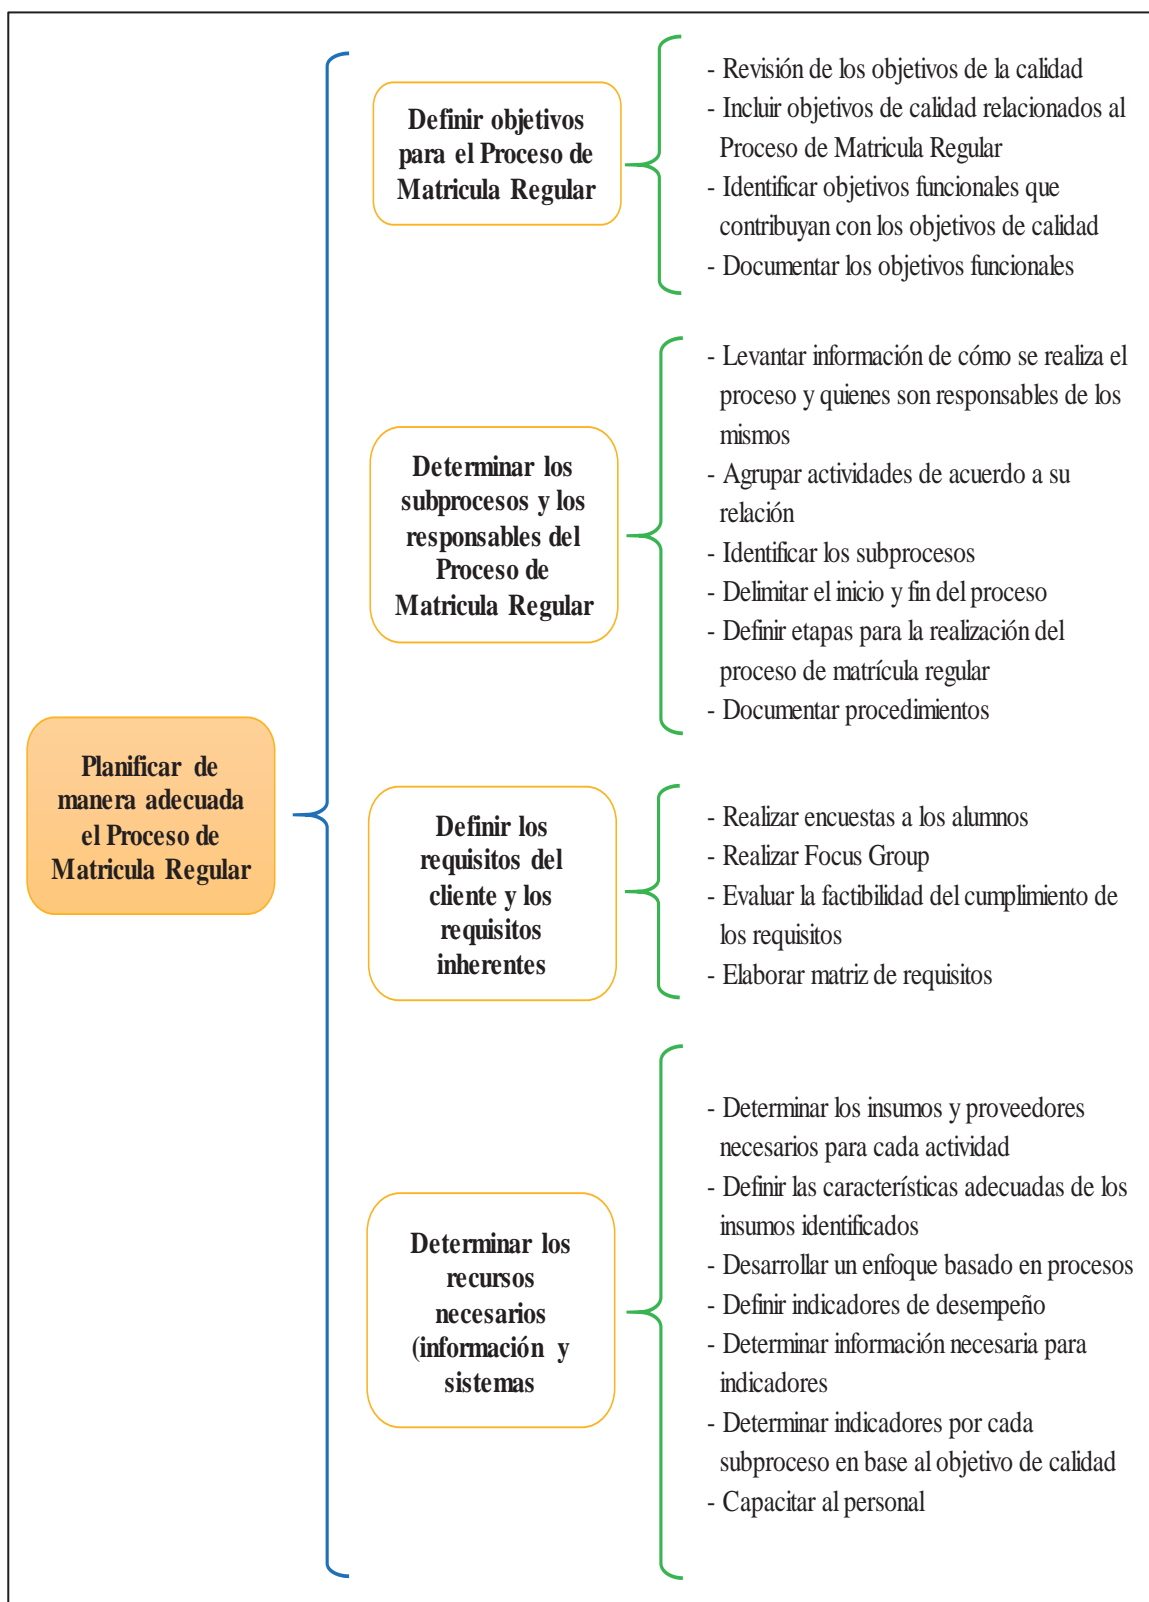 Planificar de
manera adecuada
el Proceso de
Matricula Regular
Definir objetivos
para el Proceso de
Matricula Regular
- Revisión de los objetivos de la calidad
- Incluir objetivos de calidad relacionados al
Proceso de Matricula Regular
- Identificar objetivos funcionales que
contribuyan con los objetivos de calidad
- Documentar los objetivos funcionales
Determinar los
subprocesos y los
responsables del
Proceso de
Matricula Regular
- Levantar información de cómo se realiza el
proceso y quienes son responsables de los
mismos
- Agrupar actividades de acuerdo a su
relación
- Identificar los subprocesos
- Delimitar el inicio y fin del proceso
- Definir etapas para la realización del
proceso de matrícula regular
- Documentar procedimientos
Definir los
requisitos del
cliente y los
requisitos
inherentes
- Realizar encuestas a los alumnos
- Realizar Focus Group
- Evaluar la factibilidad del cumplimiento de
los requisitos
- Elaborar matriz de requisitos
Determinar los
recursos
necesarios
(información y
sistemas
- Determinar los insumos y proveedores
necesarios para cada actividad
- Definir las características adecuadas de los
insumos identificados
- Desarrollar un enfoque basado en procesos
- Definir indicadores de desempeño
- Determinar información necesaria para
indicadores
- Determinar indicadores por cada
subproceso en base al objetivo de calidad
- Capacitar al personal